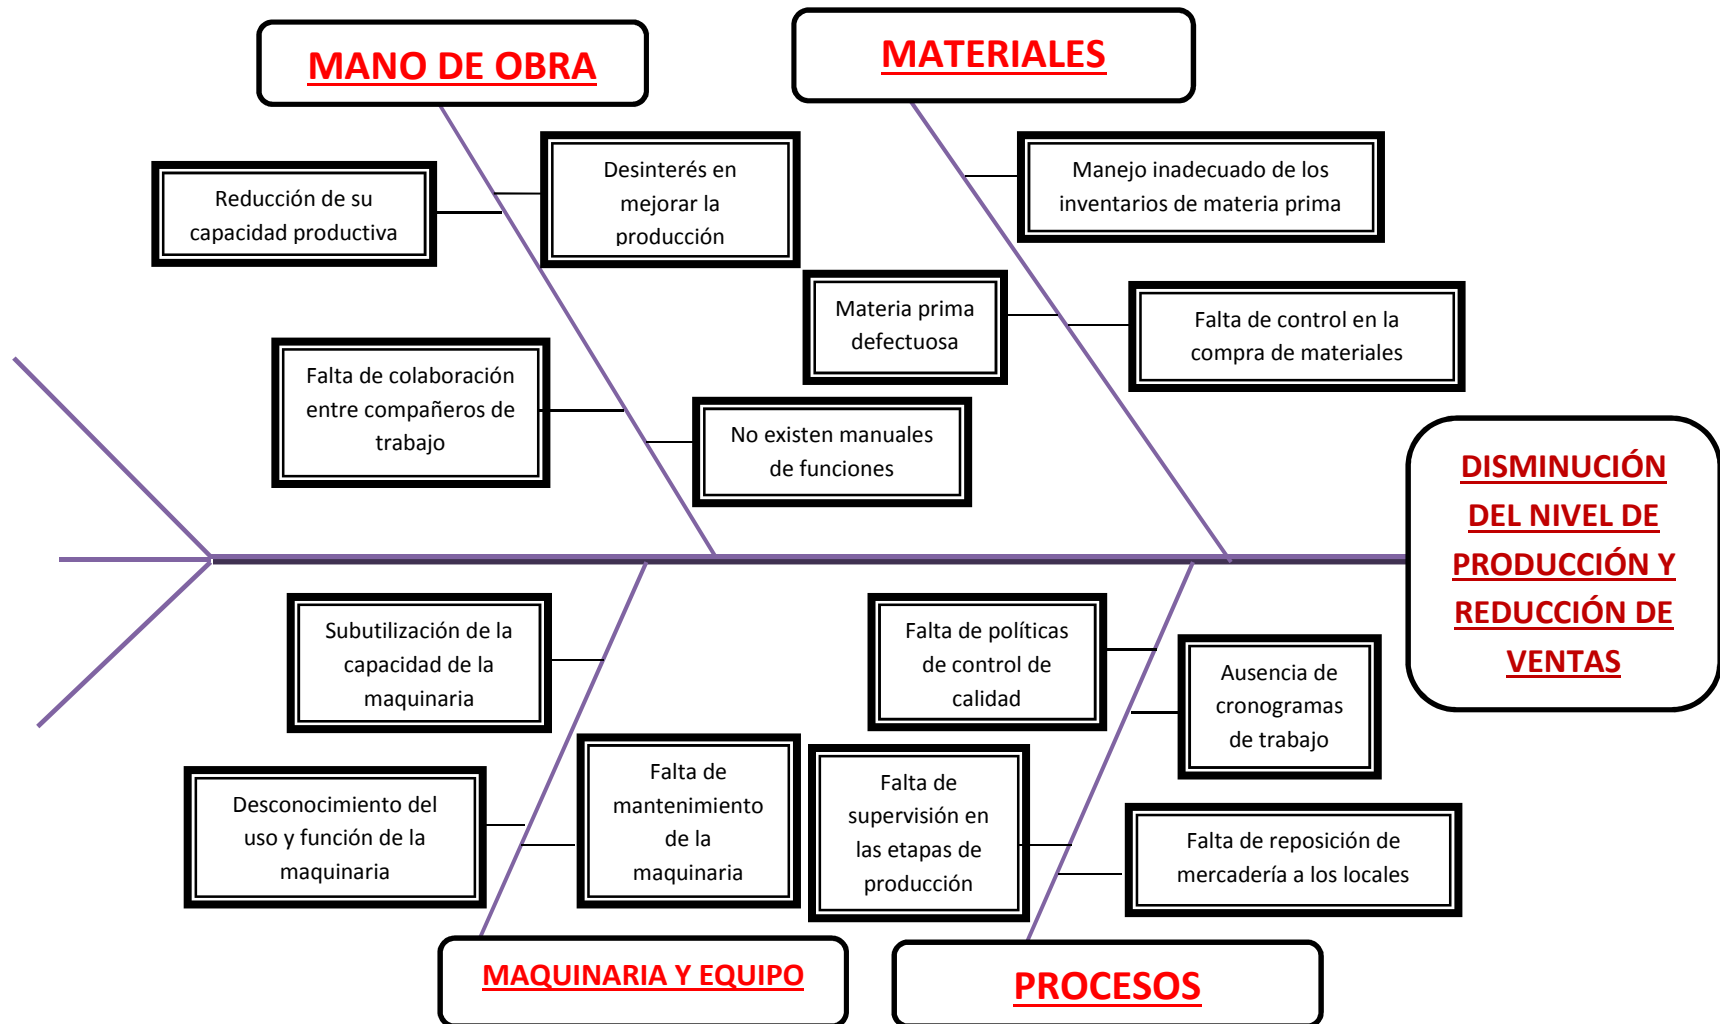 MANO DE OBRA
MATERIALES
Reducción de su
capacidad productiva
Desinterés en
mejorar la
producción
Falta de colaboración
entre compañeros de
trabajo
No existen manuales
de funciones
Manejo inadecuado de los
inventarios de materia prima
Materia prima
defectuosa
Falta de control en la
compra de materiales
DISMINUCIÓN
DEL NIVEL DE
PRODUCCIÓN Y
REDUCCIÓN DE
VENTAS
Subutilización de la
capacidad de la
maquinaria
Desconocimiento del
uso y función de la
maquinaria
Falta de
mantenimiento
de la
maquinaria
Falta de políticas
de control de
calidad
Ausencia de
cronogramas
de trabajo
Falta de
supervisión en
las etapas de
producción
Falta de reposición de
mercadería a los locales
MAQUINARIA Y EQUIPO
PROCESOS